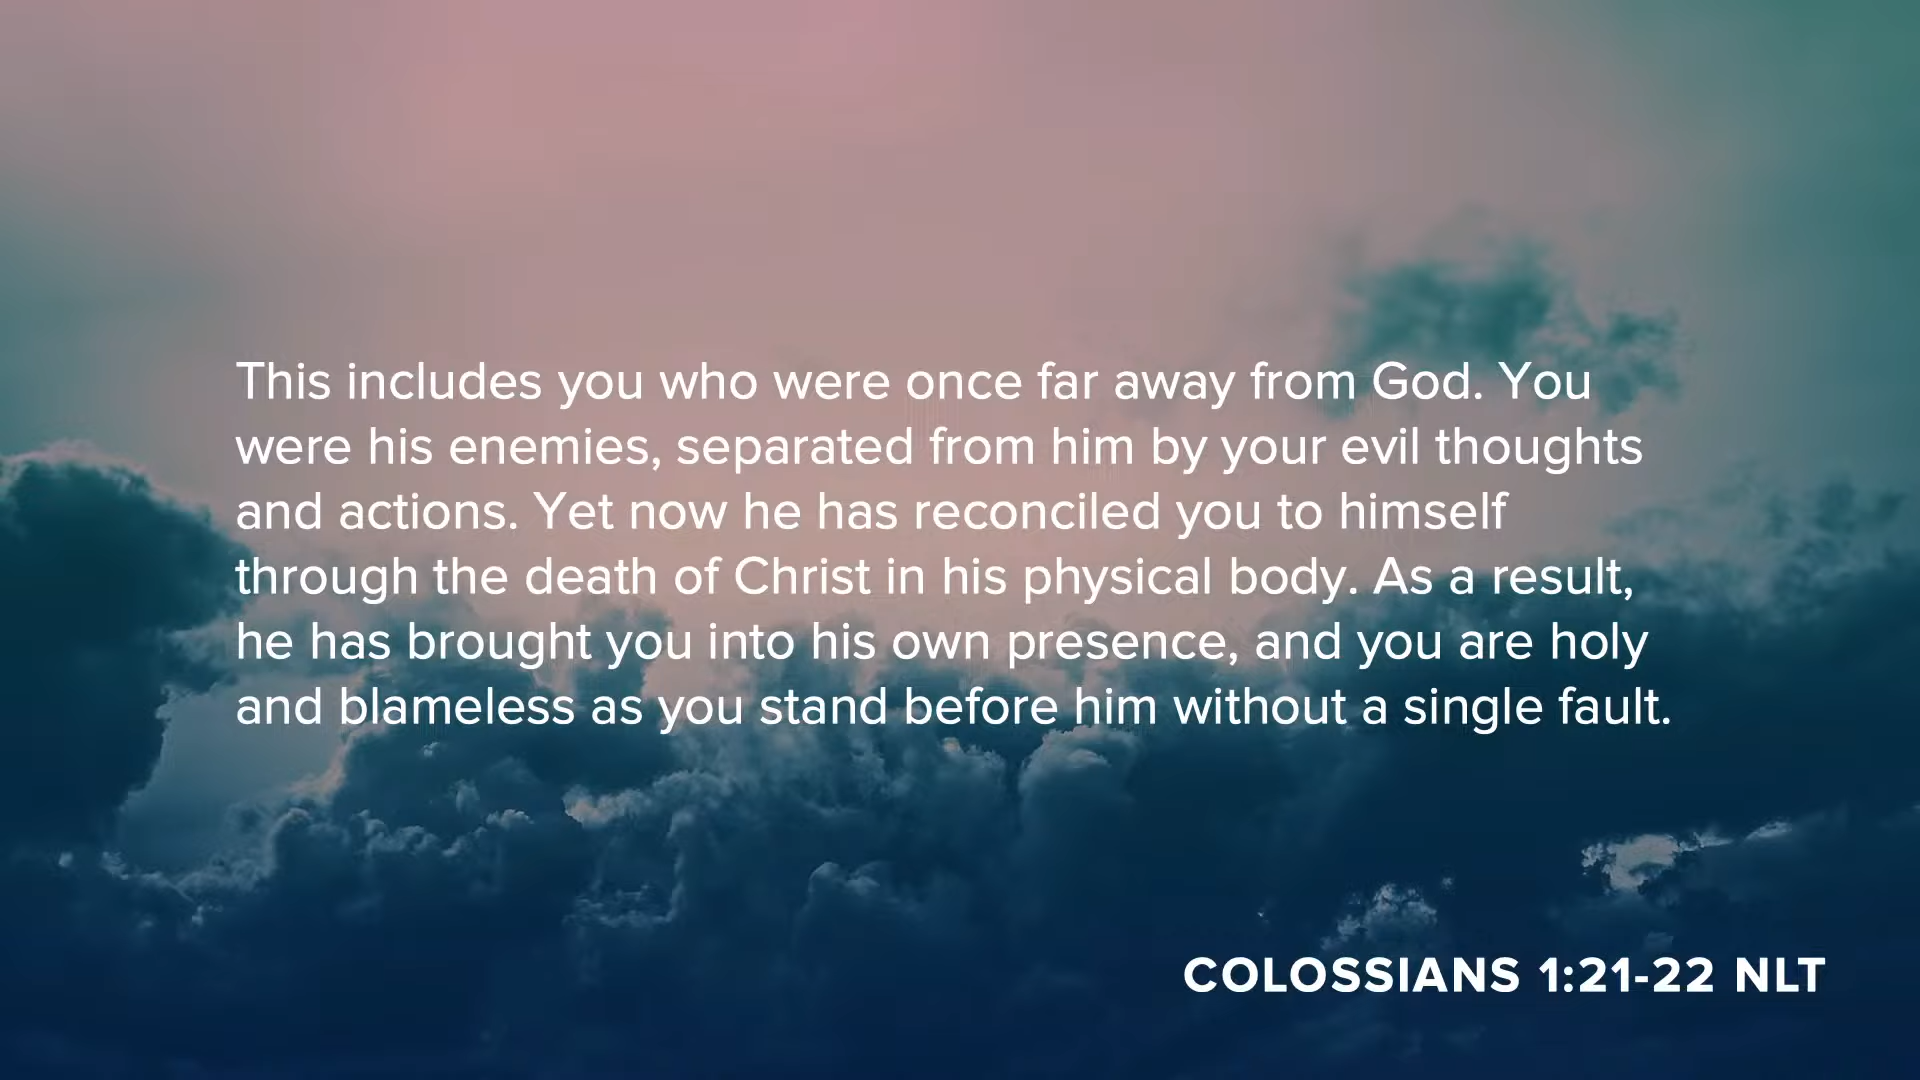 This includes you who were once far away from God. You
were his enemies, separated from him by your evil thoughts
and actions. Yet now he has reconciled you to himself
through the death of Christ in his physical body. As a result,
he has brought you into his own presence, and you are holy
and blameless as you stand before him without a single fault.
COLOSSIANS 1:21-22 NLT